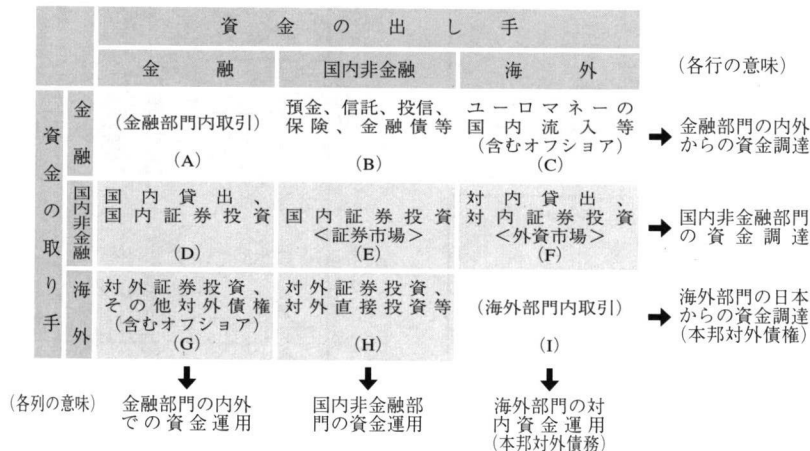 資金の出し手
金融
国内非金融
海外
(各行の意味)
資金の取り手
金融
(金融部門内取引)
(A)
預金、信託、投信、
保険、金融債等
(B)
ユーロマネーの
国内流入等
(含むオフショア)
(C)
金融部門の内外
からの資金調達
国内非金融
国内貸出、
国内証券投資
(D)
国内証券投資
<証券市場>
(E)
対内貸出、
対内証券投資
<外資市場>
(F)
国内非金融部門
の資金調達
海外
対外証券投資、
その他対外債権
(含むオフショア)
(G)
対外証券投資、
対外直接投資等
(H)
(海外部門内取引)
(I)
海外部門の日本
からの資金調達
(本邦対外債権)
(各列の意味)
金融部門の内外
での資金運用
国内非金融部
門の資金運用
海外部門の対
内資金運用
(本邦対外債務)